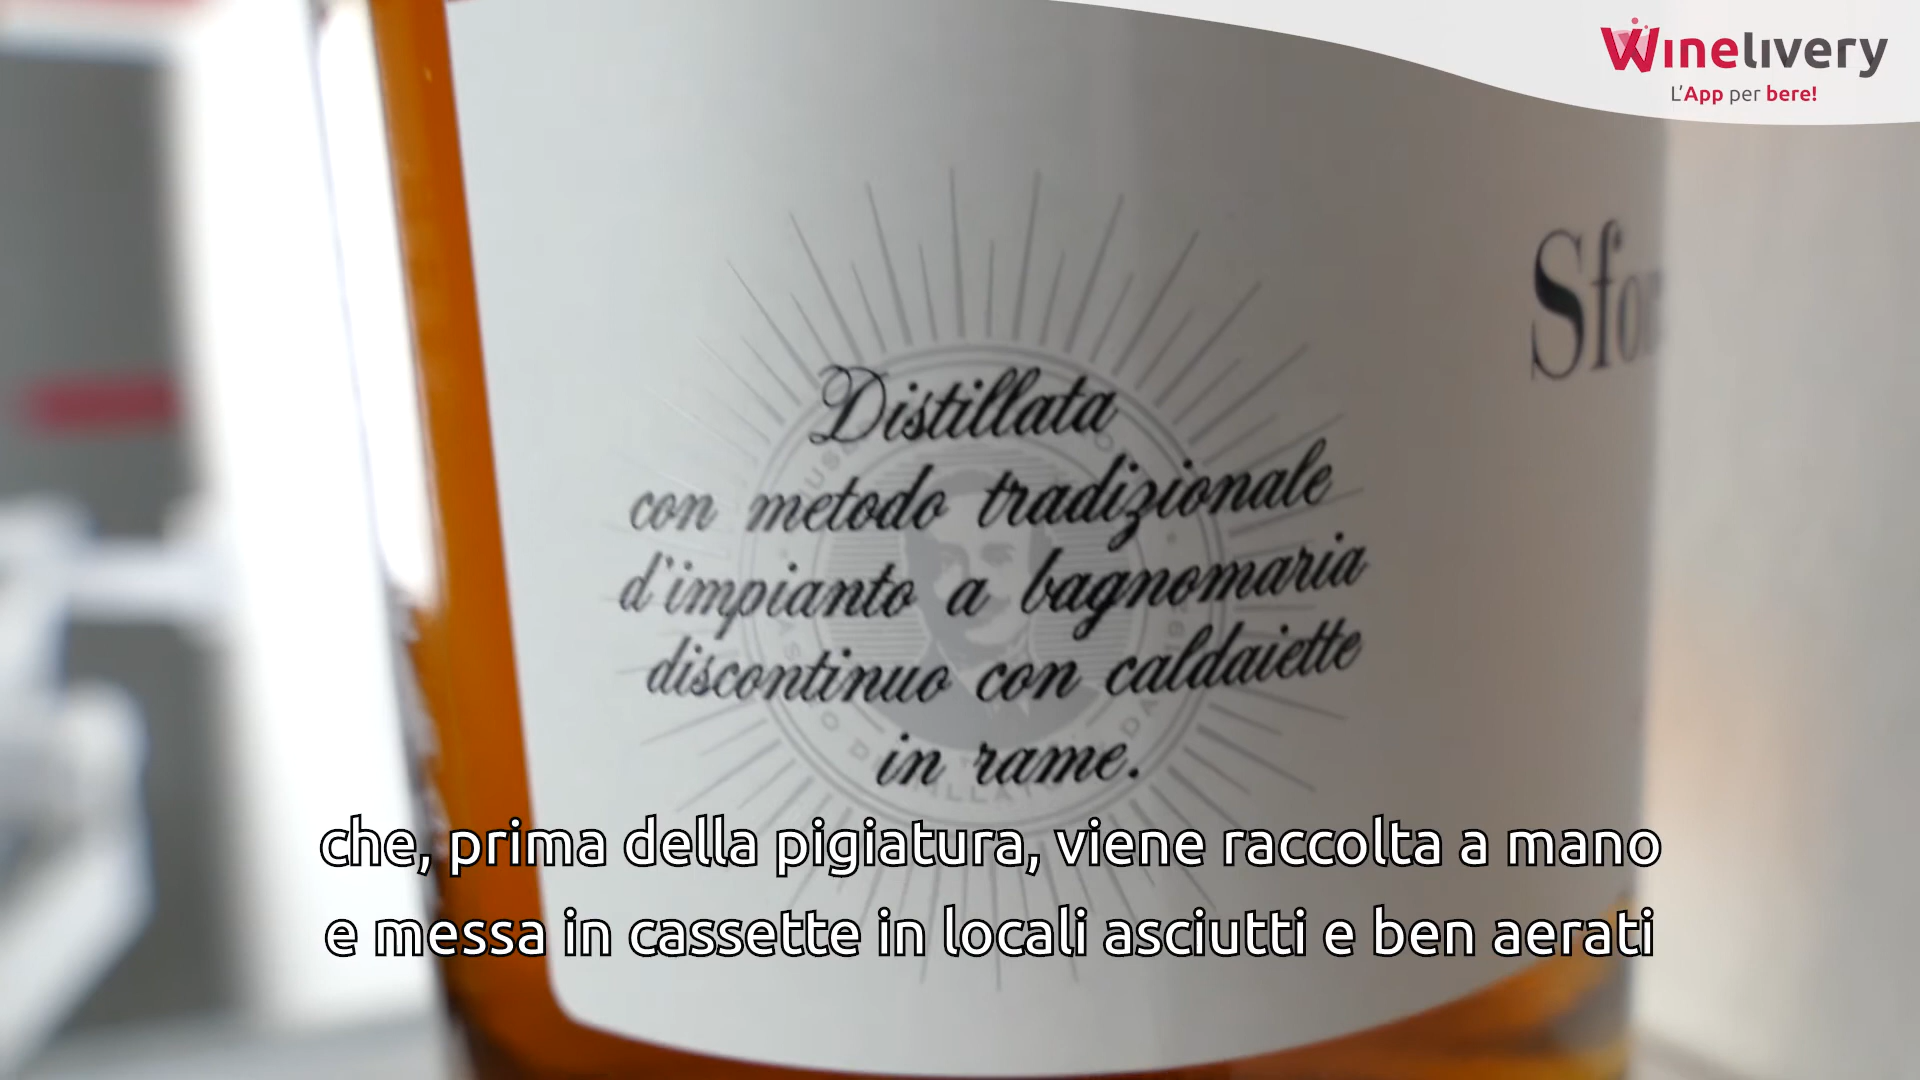 Winelivery
L'App per bere!
Distillata
con metodo tradizionale
d'impianto a bagnomaria
discontinuo con caldaiette
in rame.
che, prima della pigiatura, viene raccolta a mano
e messa in cassette in locali asciutti e ben aerati